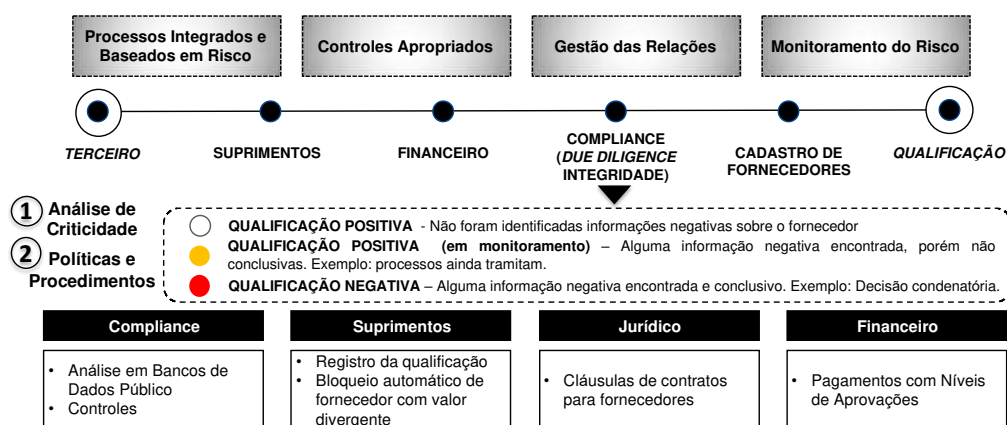 Processos Integrados e
Baseados em Risco
Controles Apropriados
Gestão das Relações
Monitoramento do Risco
TERCEIRO
SUPRIMENTOS
FINANCEIRO
COMPLIANCE
(DUE DILIGENCE
INTEGRIDADE)
CADASTRO DE
FORNECEDORES
QUALIFICAÇÃO
1 Análise de
Criticidade
2 Políticas e
Procedimentos
QUALIFICAÇÃO POSITIVA - Não foram identificadas informações negativas sobre o fornecedor
QUALIFICAÇÃO POSITIVA (em monitoramento) – Alguma informação negativa encontrada, porém não
conclusivas. Exemplo: processos ainda tramitam.
QUALIFICAÇÃO NEGATIVA – Alguma informação negativa encontrada e conclusivo. Exemplo: Decisão condenatória.
Compliance
• Análise em Bancos de
Dados Público
• Controles
Suprimentos
• Registro da qualificação
• Bloqueio automático de
fornecedor com valor
divergente
Jurídico
• Cláusulas de contratos
para fornecedores
Financeiro
• Pagamentos com Níveis
de Aprovações